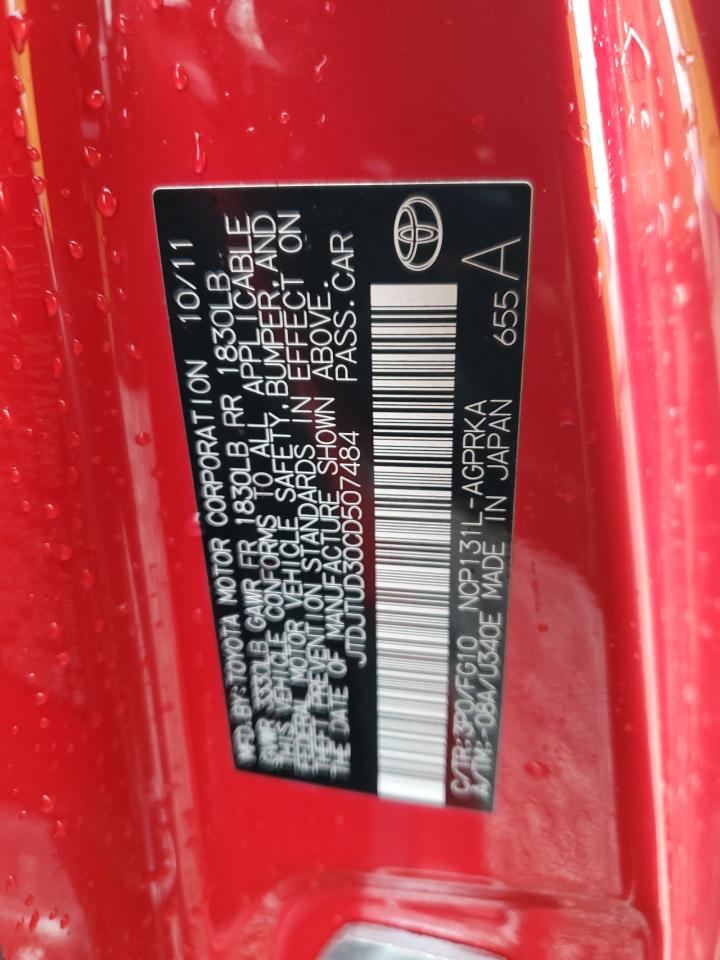 MFD.BY:TOYOTA MOTOR CORPORATION 10/11
GVWR 3330LB GAWR FR 1830LB RR 1830LB
THIS VEHICLE CONFORMS TO ALL APPLICABLE
FEDERAL MOTOR VEHICLE SAFETY,BUMPER,AND
THEFT PREVENTION STANDARDS IN EFFECT ON
THE DATE OF MANUFACTURE SHOWN ABOVE.
JTDJTUD30CD507484 PASS.CAR
C/TR:3P0/FG10 NCP131L-AGPRKA
A/TM:-08A/U340E MADE IN JAPAN 655 A